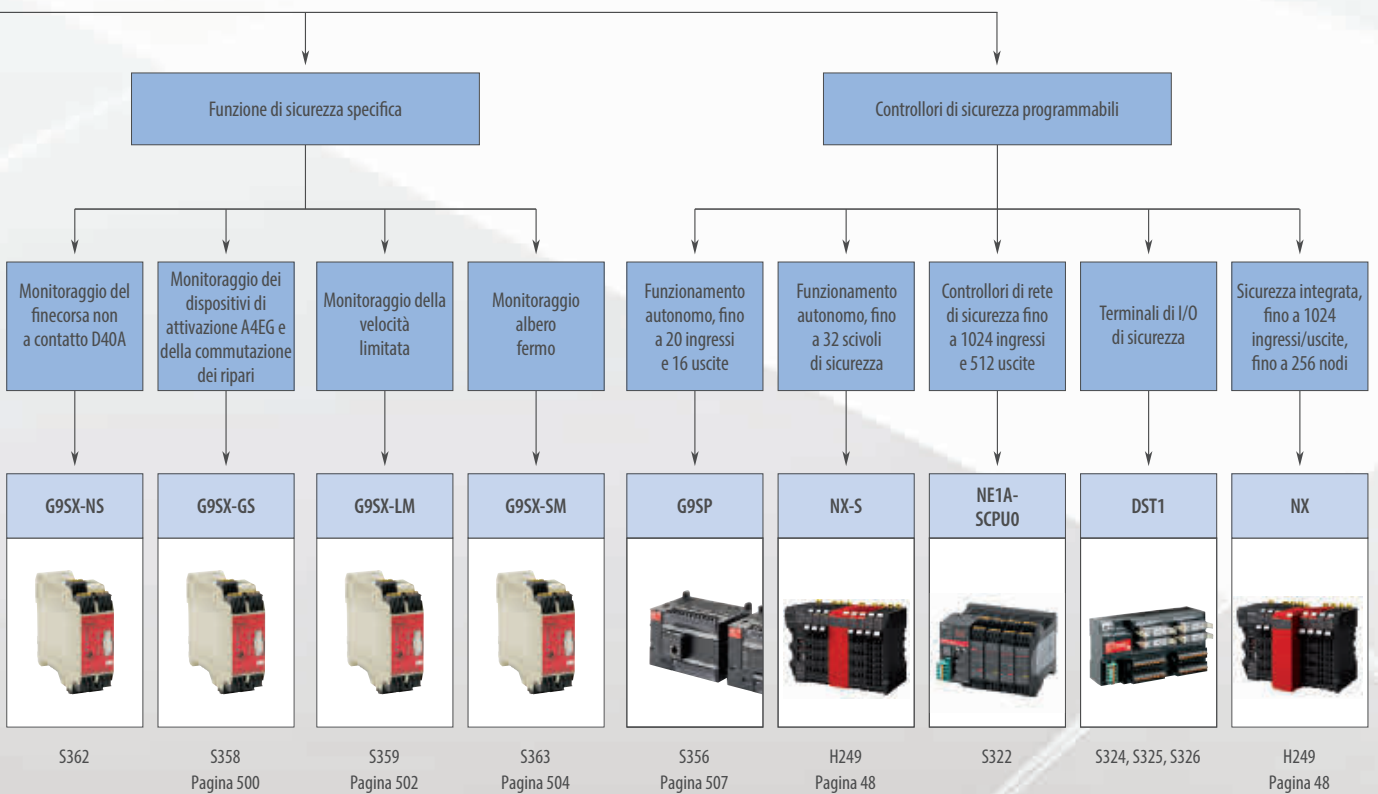 Funzione di sicurezza specifica
Controllori di sicurezza programmabili
Monitoraggio del
finecorsa non
a contatto D40A
Monitoraggio dei
dispositivi di
attivazione A4EG e
della commutazione
dei ripari
Monitoraggio della
velocità
limitata
Monitoraggio
albero
fermo
Funzionamento
autonomo, fino
a 20 ingressi
e 16 uscite
Funzionamento
autonomo, fino
a 32 scivoli
di sicurezza
Controllori di rete
di sicurezza fino
a 1024 ingressi
e 512 uscite
Terminali di I/O
di sicurezza
Sicurezza integrata,
fino a 1024
ingressi/uscite,
fino a 256 nodi
G9SX-NS
G9SX-GS
G9SX-LM
G9SX-SM
G9SP
NX-S
NE1A-
SCPU0
DST1
NX
S362
S358
Pagina 500
S359
Pagina 502
S363
Pagina 504
S356
Pagina 507
H249
Pagina 48
S322
S324, S325, S326
H249
Pagina 48